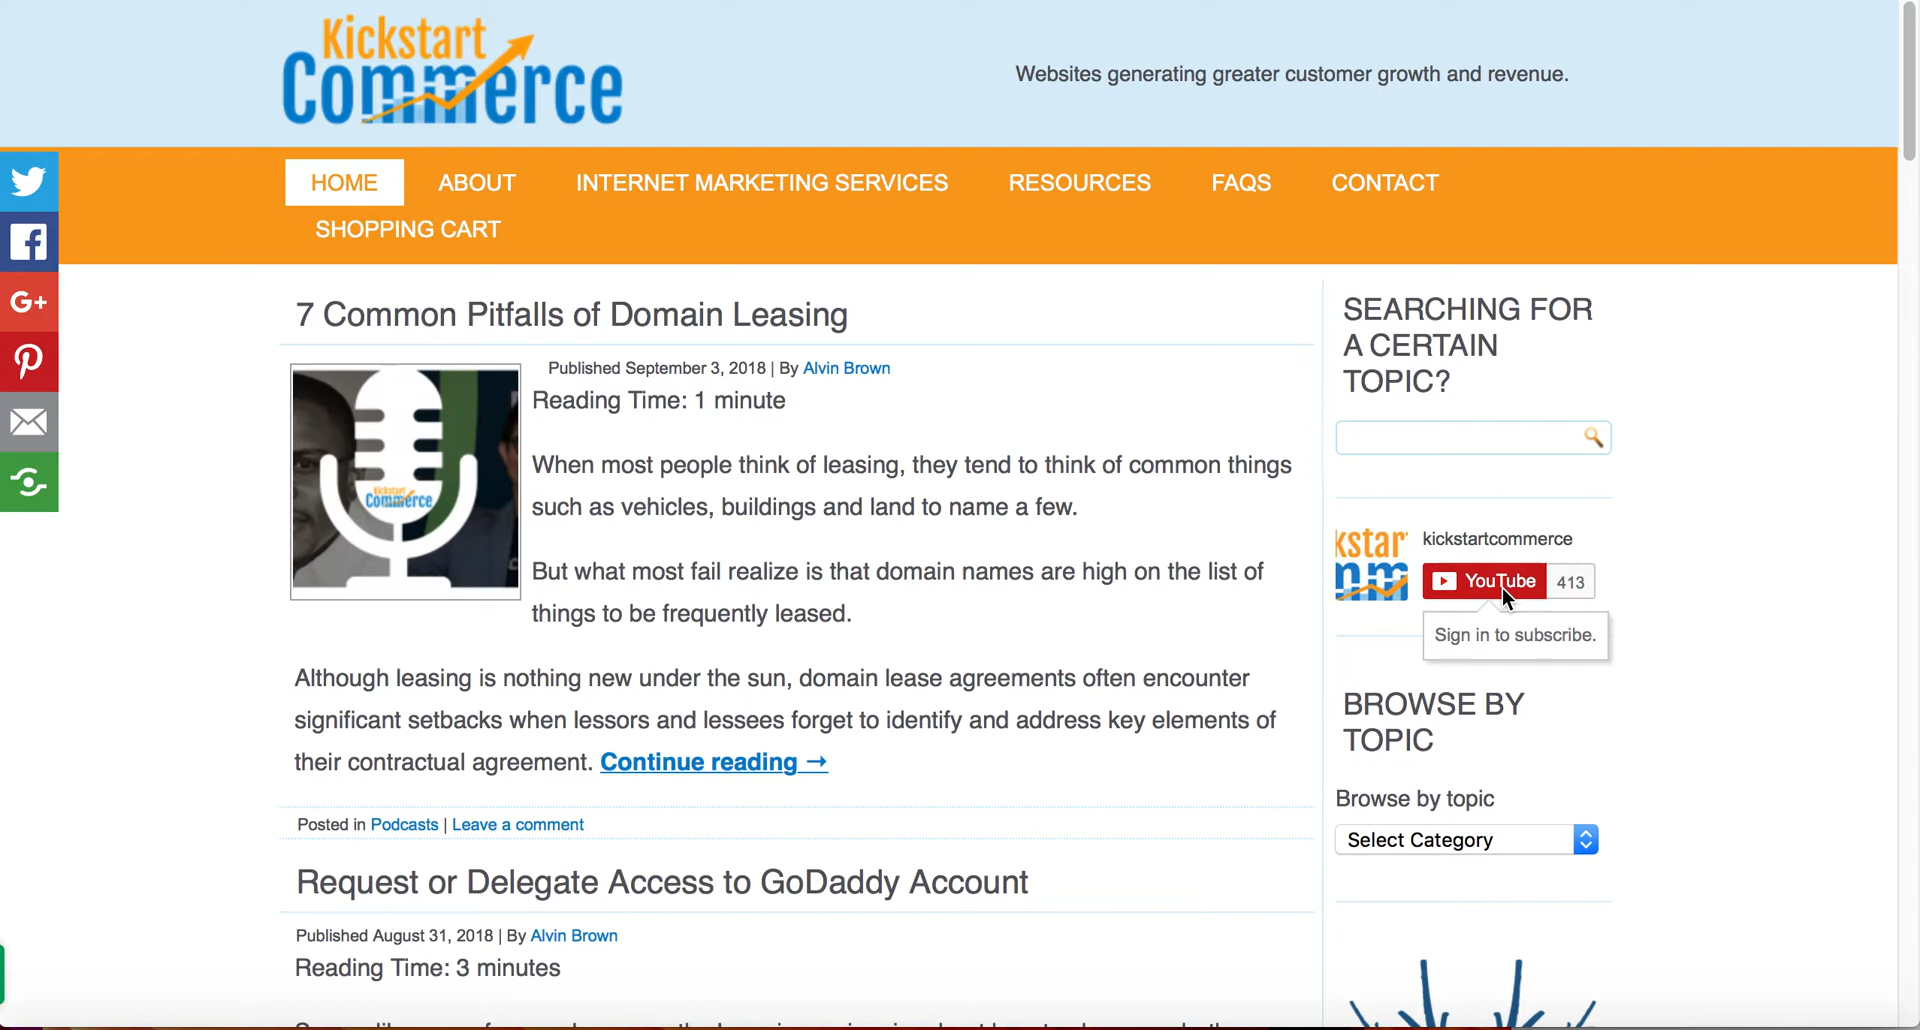 Kickstart
Commerce
Websites generating greater customer growth and revenue.
HOME ABOUT INTERNET MARKETING SERVICES RESOURCES FAQS CONTACT
SHOPPING CART
G+
7 Common Pitfalls of Domain Leasing
Published September 3, 2018 | By Alvin Brown
Reading Time: 1 minute
Kickstart
Commerce
When most people think of leasing, they tend to think of common things
such as vehicles, buildings and land to name a few.
But what most fail realize is that domain names are high on the list of
things to be frequently leased.
Although leasing is nothing new under the sun, domain lease agreements often encounter
significant setbacks when lessors and lessees forget to identify and address key elements of
their contractual agreement. Continue reading →
Posted in Podcasts | Leave a comment
Request or Delegate Access to GoDaddy Account
Published August 31, 2018 | By Alvin Brown
Reading Time: 3 minutes
SEARCHING FOR
A CERTAIN
TOPIC?
kstar
kickstartcommerce
YouTube 413
Sign in to subscribe.
BROWSE BY
TOPIC
Browse by topic
Select Category